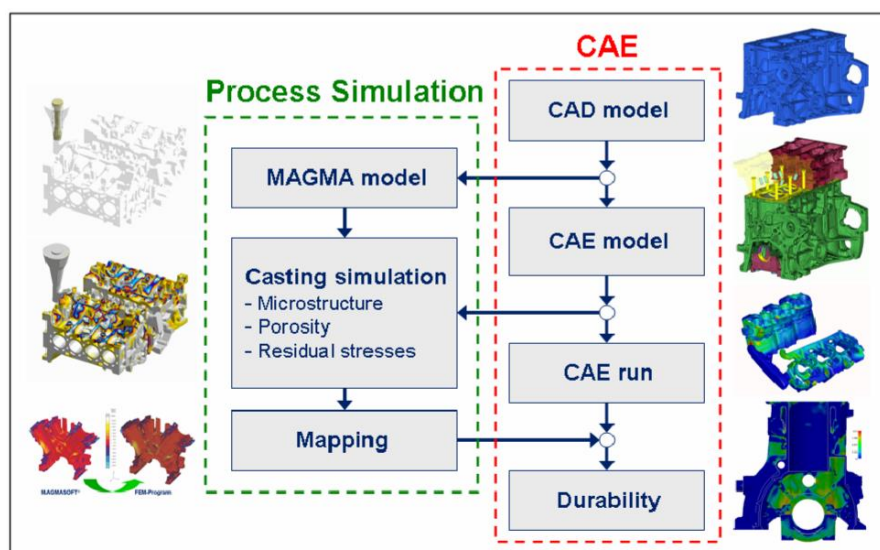 CAE
Process Simulation
CAD model
MAGMA model
CAE model
Casting simulation
- Microstructure
- Porosity
- Residual stresses
CAE run
Mapping
Durability
MAGMASOFT®
FEM-Program